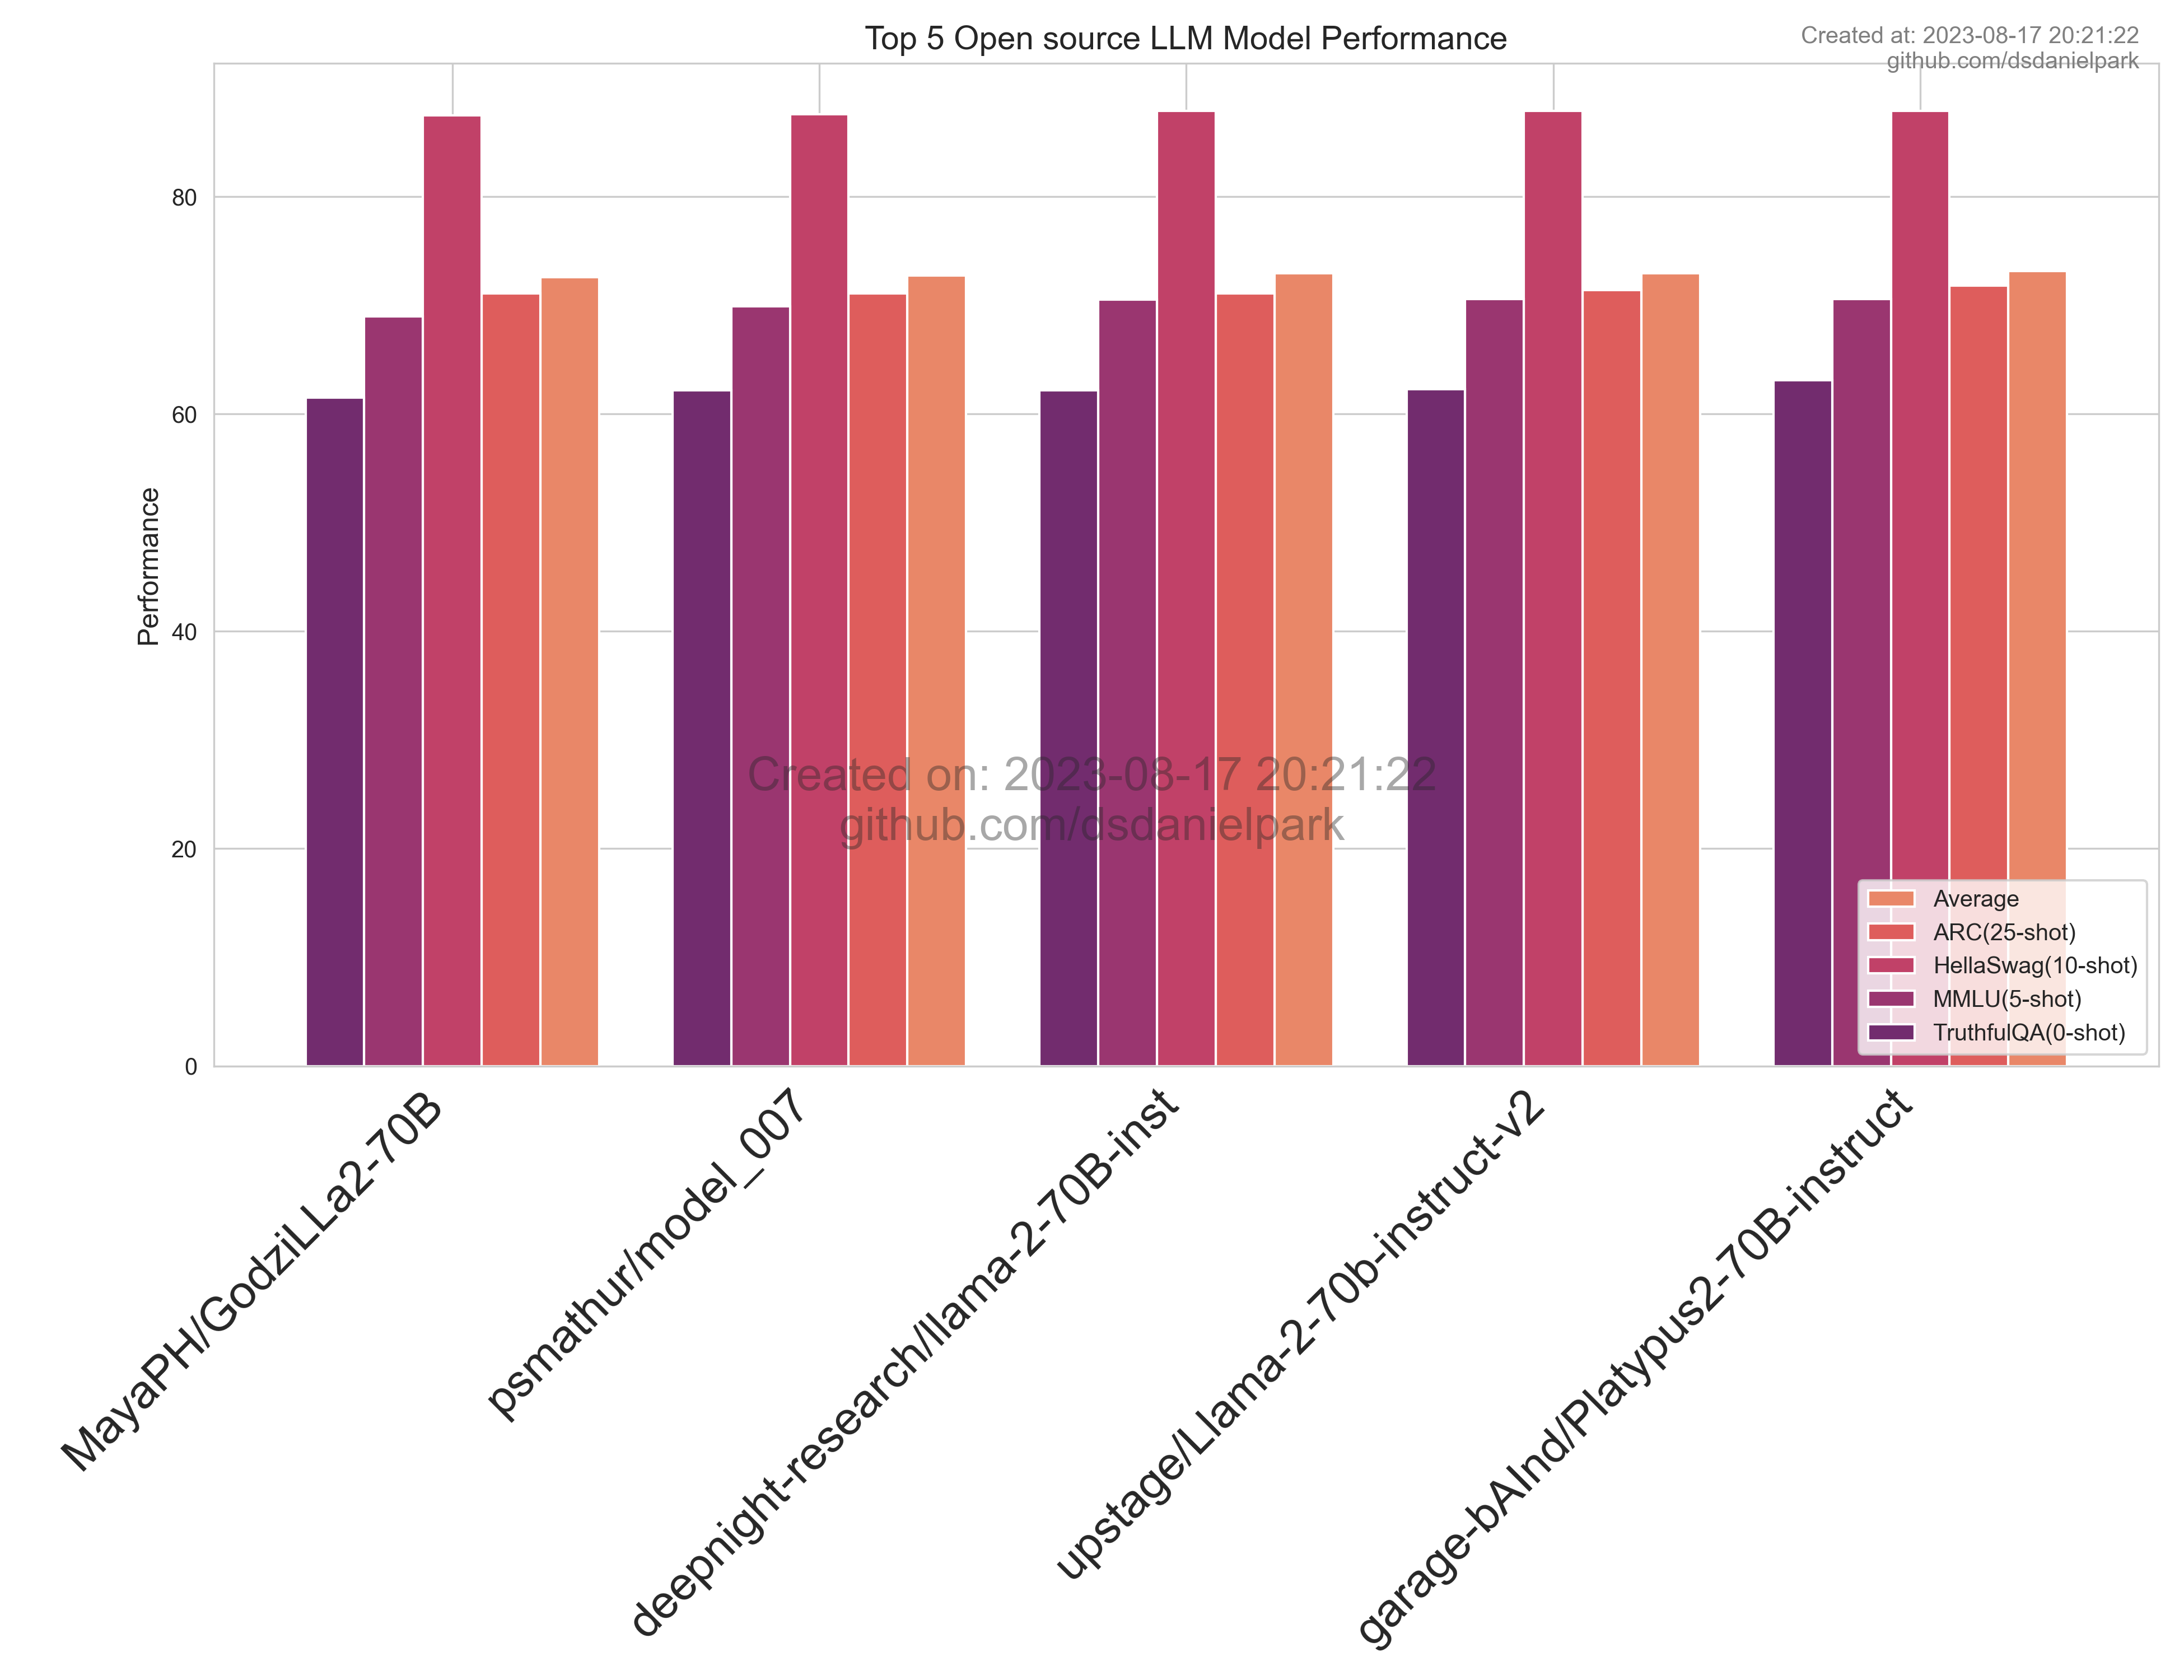 Top 5 Open source LLM Model Performance
Created at: 2023-08-17 20:21:22
github.com/dsdanielpark
Performance
80
60
40
20
0
Created on: 2023-08-17 20:21:22
github.com/dsdanielpark
Average
ARC(25-shot)
HellaSwag(10-shot)
MMLU(5-shot)
TruthfulQA(0-shot)
MayaPH/GodziLLa2-70B
psmathur/model_007
deepnight-research/llama-2-70B-inst
upstage/Llama-2-70b-instruct-v2
garage-bAInd/Platypus2-70B-instruct